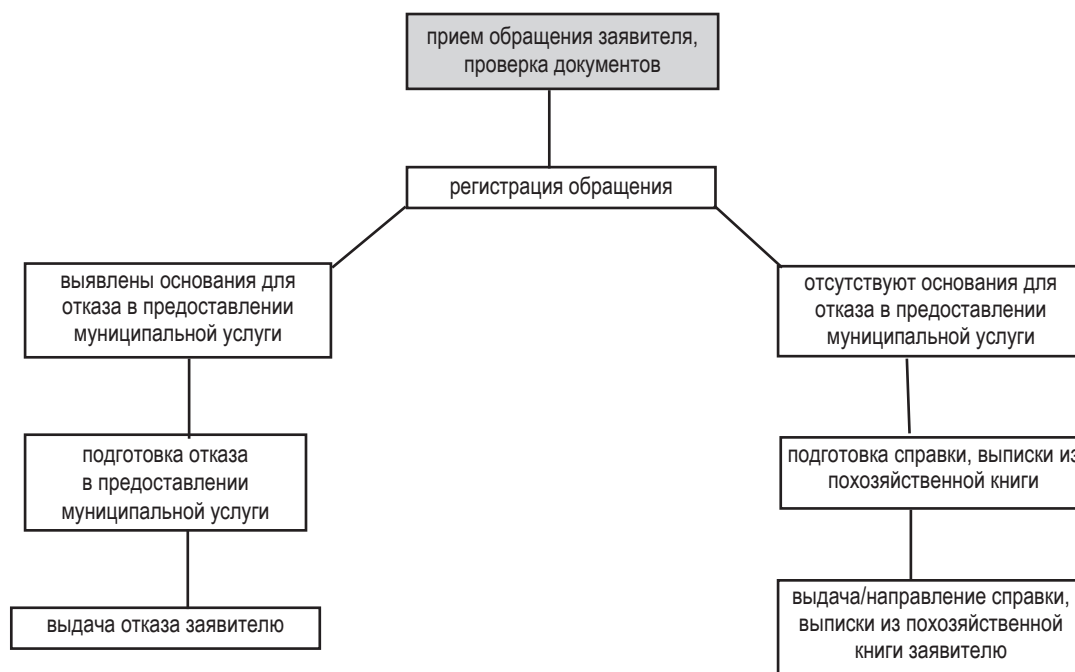 прием обращения заявителя,
проверка документов
регистрация обращения
выявлены основания для
отказа в предоставлении
муниципальной услуги
отсутствуют основания для
отказа в предоставлении
муниципальной услуги
подготовка отказа
в предоставлении
муниципальной услуги
подготовка справки, выписки из
похозяйственной книги
выдача отказа заявителю
выдача/направление справки,
выписки из похозяйственной
книги заявителю